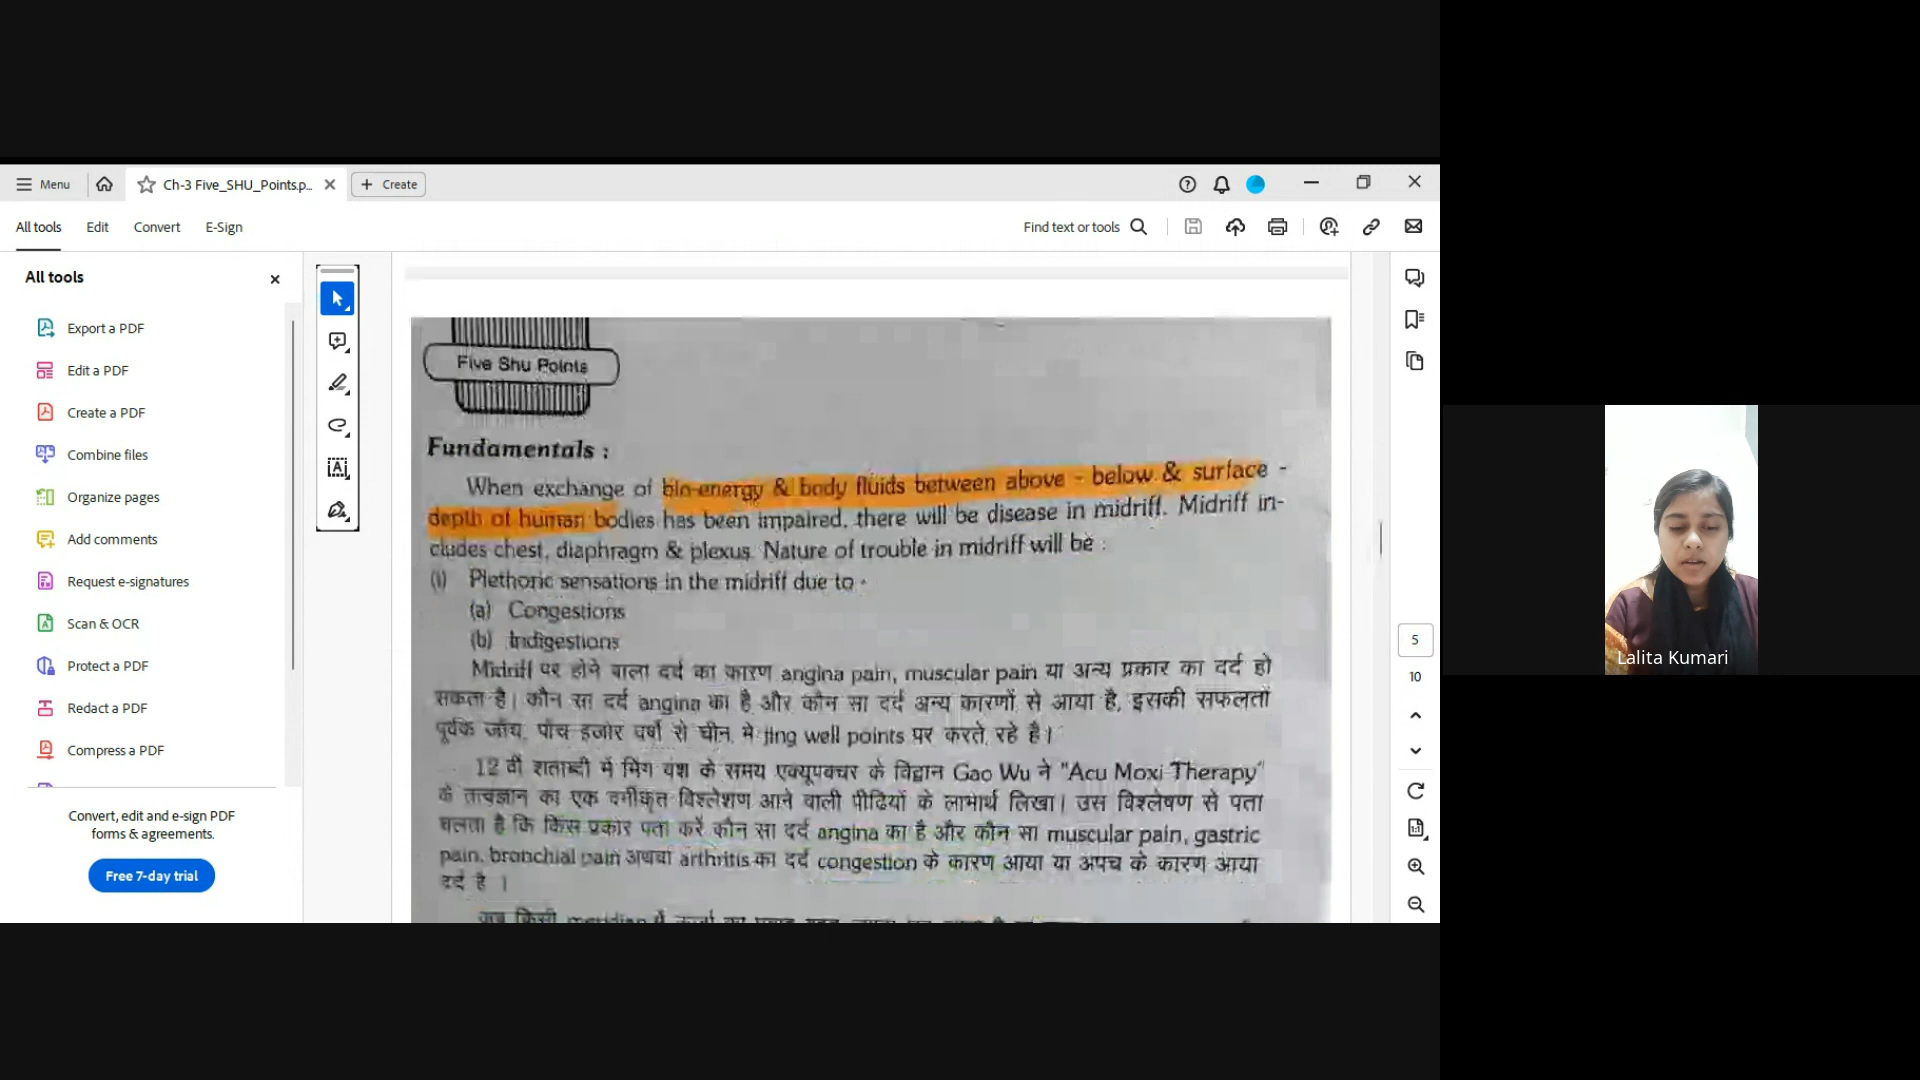 Menu
Ch-3 Five_SHU_Points.p...
Create
All tools
Edit
Convert
E-Sign
Find text or tools
All tools
Export a PDF
Edit a PDF
Create a PDF
Combine files
Organize pages
Add comments
Request e-signatures
Scan & OCR
Protect a PDF
Redact a PDF
Compress a PDF
Convert, edit and e-sign PDF
forms & agreements.
Free 7-day trial
Five Shu Points
Fundamentals :
When exchange of bio-energy & body fluids between above - below & surface -
depth of human bodies has been impaired, there will be disease in midriff. Midriff in-
cludes chest, diaphragm & plexus. Nature of trouble in midriff will be :
(i) Plethoric sensations in the midriff due to -
(a) Congestions
(b) Indigestions
Midriff पर होने वाला दर्द का कारण angina pain, muscular pain या अन्य प्रकार का दर्द हो
सकता है। कौन सा दर्द angina का है और कौन सा दर्द अन्य कारणों से आया है, इसकी सफलता
पूर्वक जाँच, पाँच हजार वर्षों से चीन मे jing well points पर करते रहे है।
12 वीं शताब्दी में मिंग वंश के समय एक्यूपंक्चर के विद्वान Gao Wu ने "Acu Moxi Therapy"
के तत्वज्ञान का एक वर्गीकृत विश्लेशण आने वाली पीढियों के लाभार्थ लिखा। उस विश्लेषण से पता
चलता है कि किस प्रकार पता करें कौन सा दर्द angina का है और कौन सा muscular pain, gastric
pain, bronchial pain अथवा arthritis का दर्द congestion के कारण आया या अपच के कारण आया
दर्द है ।
5
10
Lalita Kumari